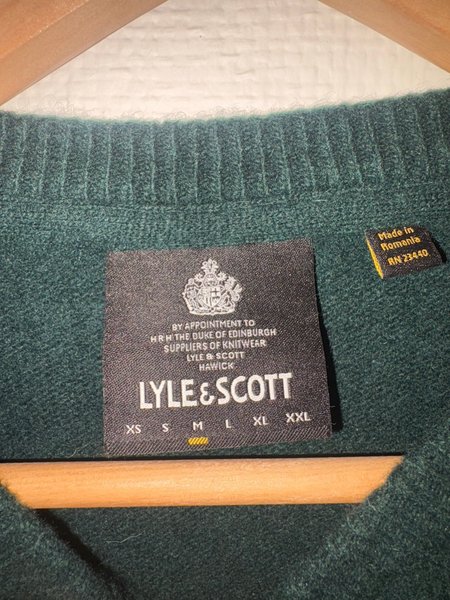 BY APPOINTMENT TO
HRH THE DUKE OF EDINBURGH
SUPPLIERS OF KNITWEAR
LYLE & SCOTT
HAWICK
LYLE & SCOTT
XS S M L XL XXL
Made in
Romania
RN 23440